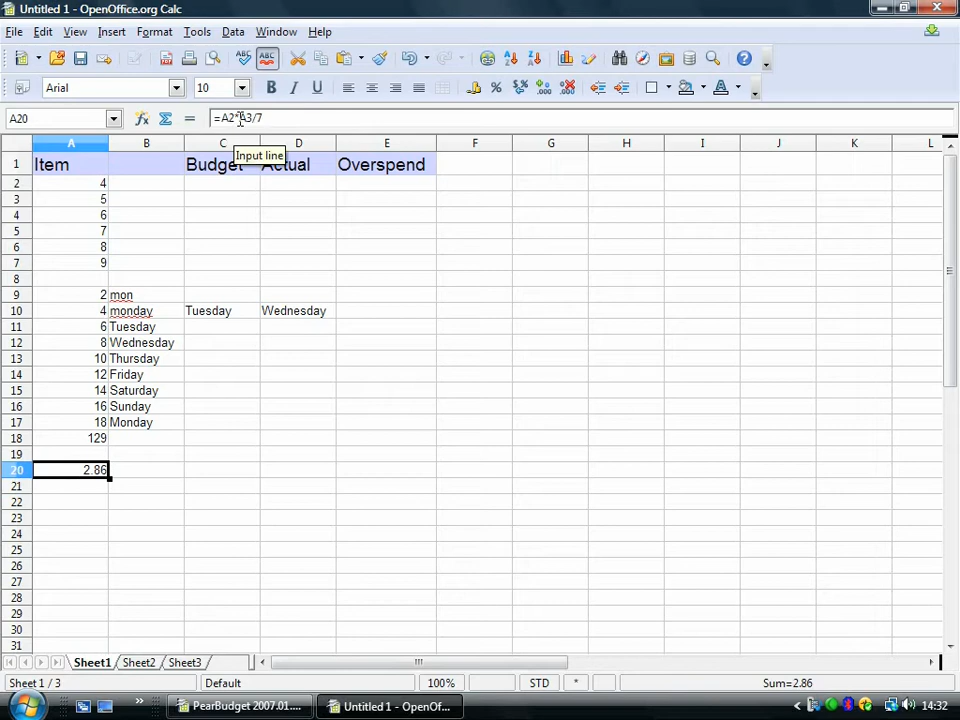 Untitled 1 - OpenOffice.org Calc
File Edit View Insert Format Tools Data Window Help
Arial 10
A20 =A2*A3/7
Input line
A B C D E F G H I J K L
1 Item Budget Actual Overspend
2 4
3 5
4 6
5 7
6 8
7 9
8
9 2 mon
10 4 monday Tuesday Wednesday
11 6 Tuesday
12 8 Wednesday
13 10 Thursday
14 12 Friday
15 14 Saturday
16 16 Sunday
17 18 Monday
18 129
19
20 2.86
21
22
23
24
25
26
27
28
29
30
31
Sheet1 Sheet2 Sheet3
Sheet 1 / 3 Default 100% STD * Sum=2.86
PearBudget 2007.01.... Untitled 1 - OpenOf... 14:32